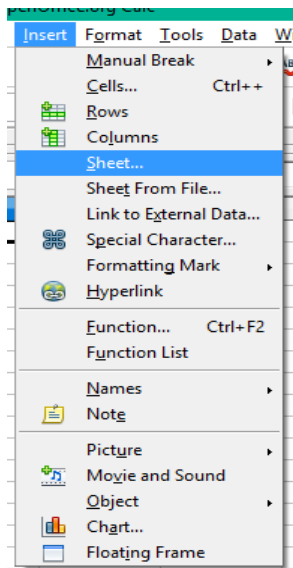 Insert Format Tools Data
Manual Break
Cells... Ctrl++
Rows
Columns
Sheet...
Sheet From File...
Link to External Data...
Special Character...
Formatting Mark
Hyperlink
Function... Ctrl+F2
Function List
Names
Note
Picture
Movie and Sound
Object
Chart...
Floating Frame